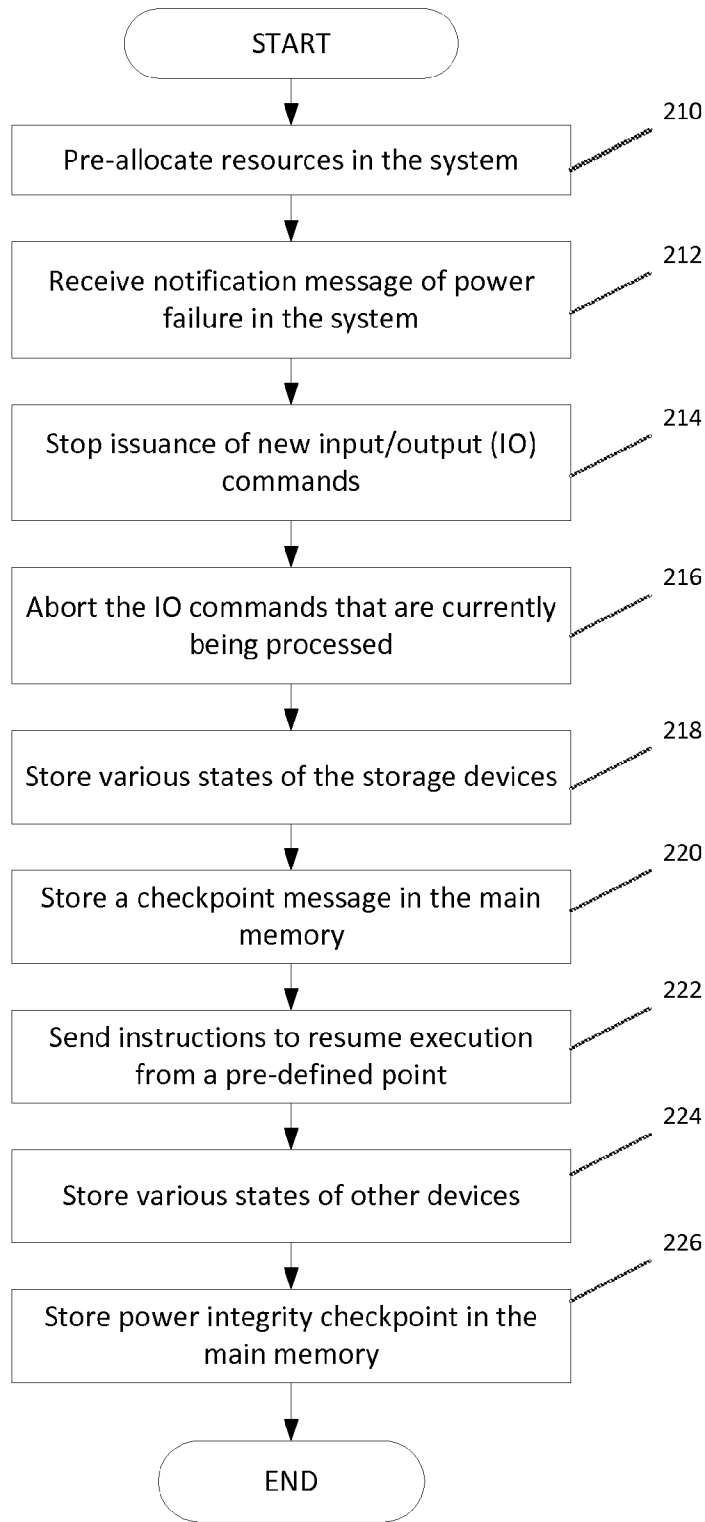 START
210
Pre-allocate resources in the system
212
Receive notification message of power
failure in the system
214
Stop issuance of new input/output (IO)
commands
216
Abort the IO commands that are currently
being processed
218
Store various states of the storage devices
220
Store a checkpoint message in the main
memory
222
Send instructions to resume execution
from a pre-defined point
224
Store various states of other devices
226
Store power integrity checkpoint in the
main memory
END